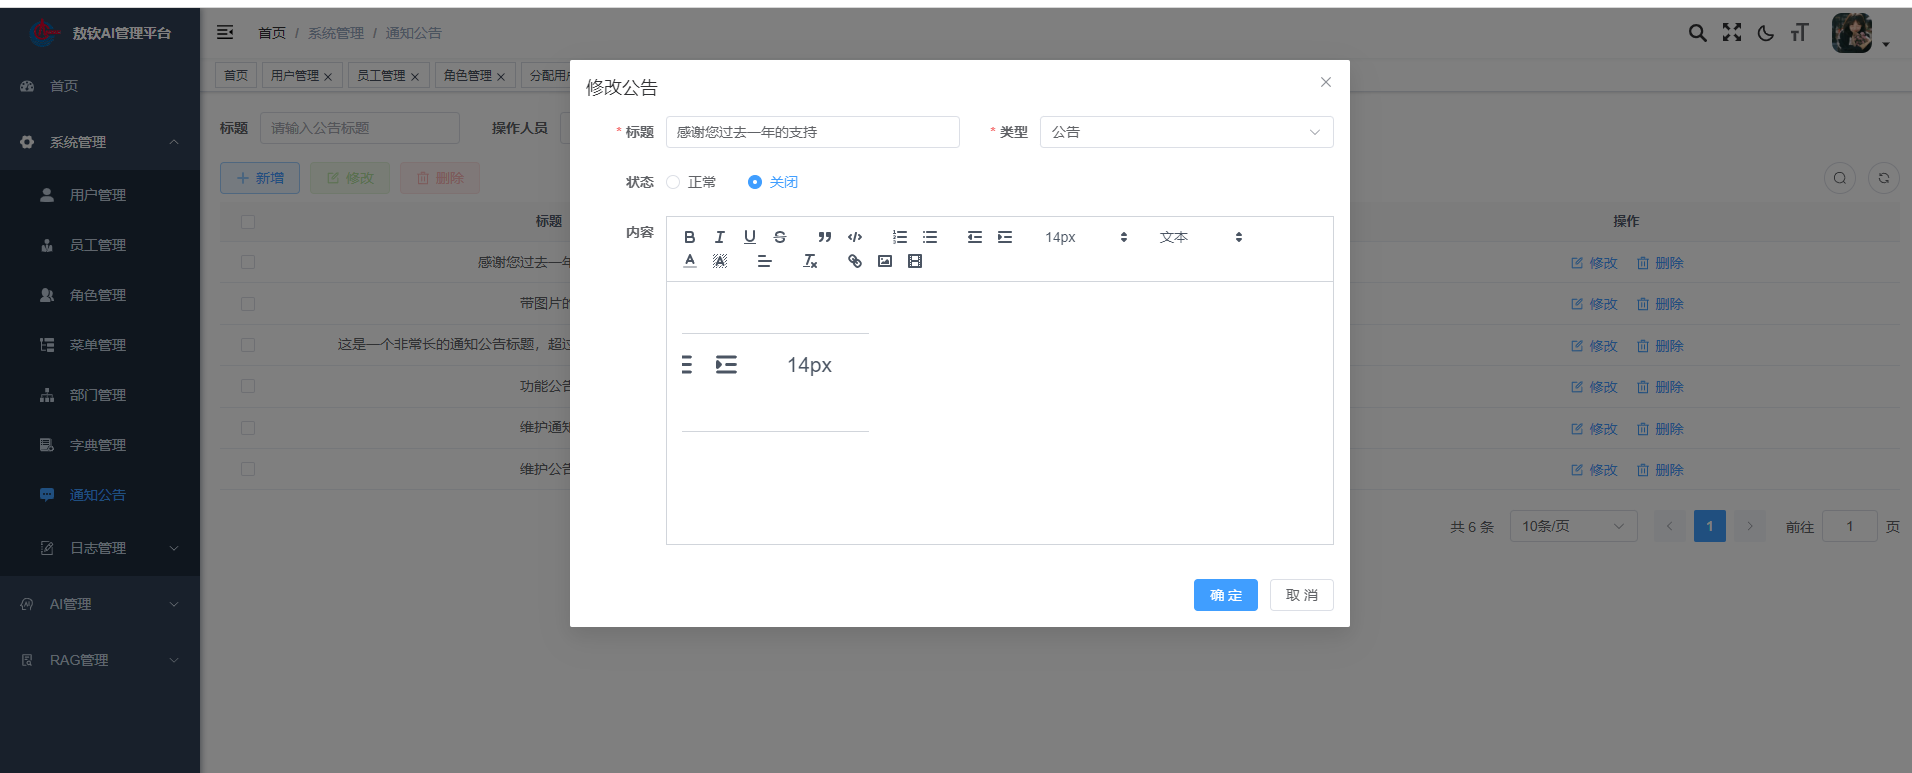 敖钦AI管理平台
首页 / 系统管理 / 通知公告
首页
用户管理
员工管理
角色管理
分配用户
首页
系统管理
用户管理
员工管理
角色管理
菜单管理
部门管理
字典管理
通知公告
日志管理
AI管理
RAG管理
标题 请输入公告标题 操作人员
新增 修改 删除
标题 操作
感谢您过去一年 修改 删除
带图片的 修改 删除
这是一个非常长的通知公告标题，超过 修改 删除
功能公告 修改 删除
维护通知 修改 删除
维护公告 修改 删除
共 6 条 10条/页 1 前往 1 页
修改公告
* 标题 感谢您过去一年的支持 * 类型 公告
状态 正常 关闭
内容
14px 文本
14px
确 定 取 消